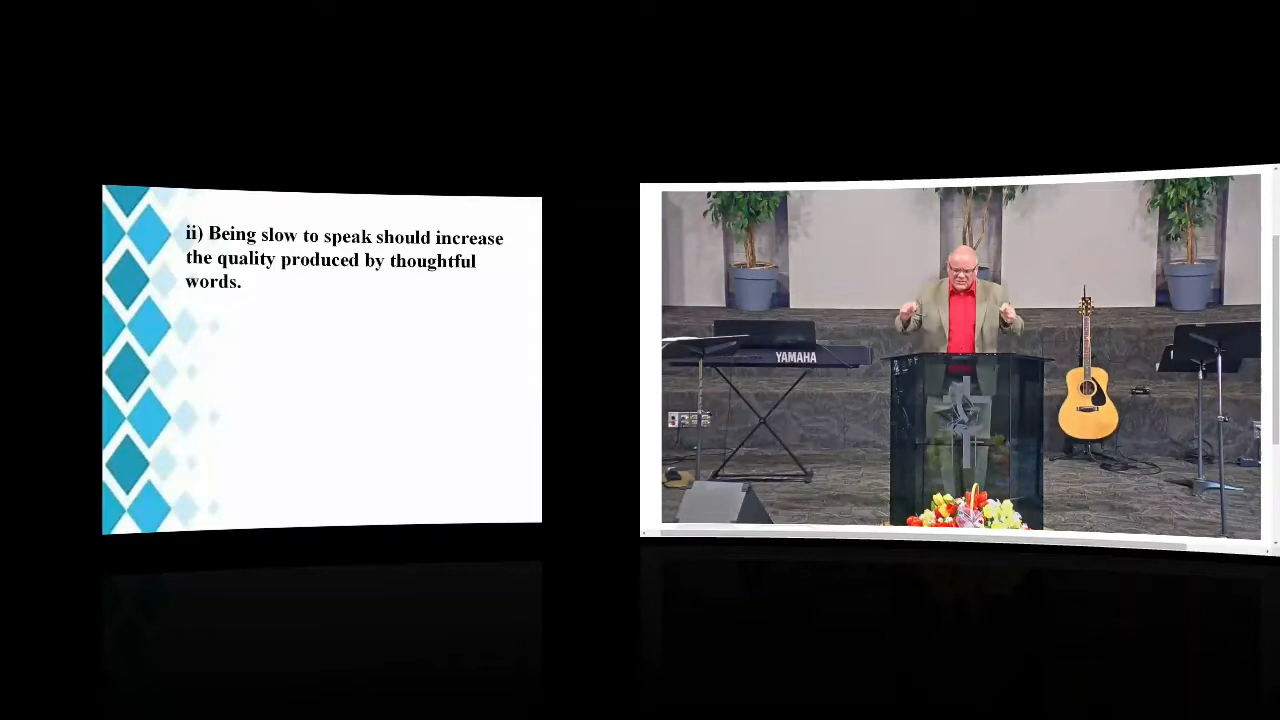 ii) Being slow to speak should increase
the quality produced by thoughtful
words.
YAMAHA